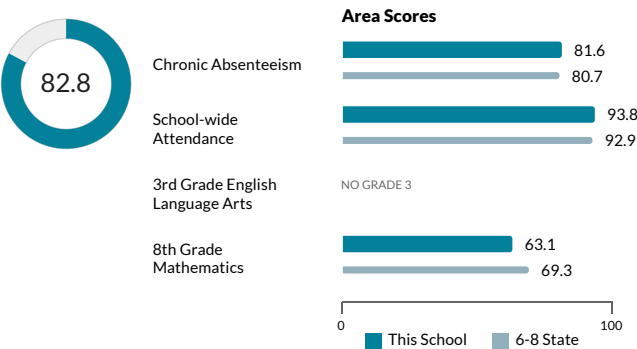 Area Scores
82.8
Chronic Absenteeism
81.6
80.7
School-wide
Attendance
93.8
92.9
3rd Grade English
Language Arts
NO GRADE 3
8th Grade
Mathematics
63.1
69.3
0
100
This School
6-8 State